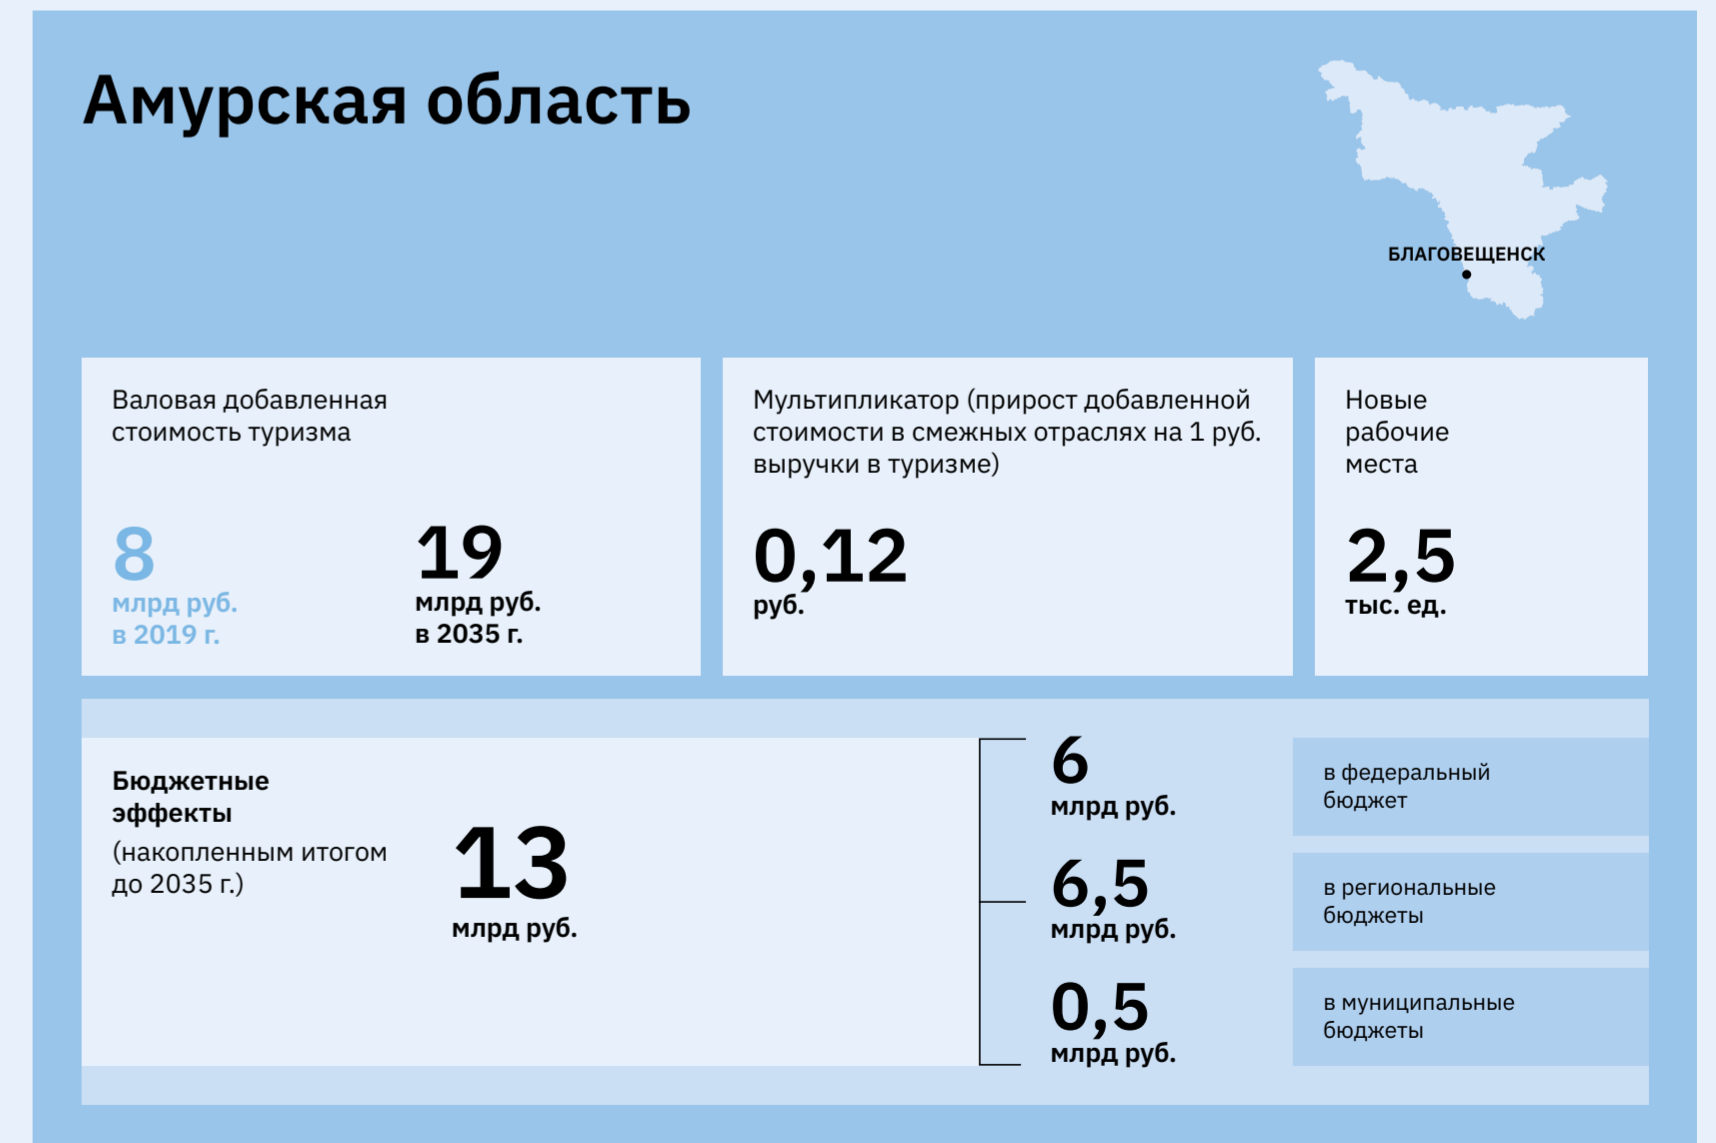 Амурская область
БЛАГОВЕЩЕНСК
Валовая добавленная
стоимость туризма
8
млрд руб.
в 2019 г.
19
млрд руб.
в 2035 г.
Мультипликатор (прирост добавленной
стоимости в смежных отраслях на 1 руб.
выручки в туризме)
0,12
руб.
Новые
рабочие
места
2,5
тыс. ед.
Бюджетные
эффекты
(накопленным итогом
до 2035 г.)
13
млрд руб.
6
млрд руб.
в федеральный
бюджет
6,5
млрд руб.
в региональные
бюджеты
0,5
млрд руб.
в муниципальные
бюджеты